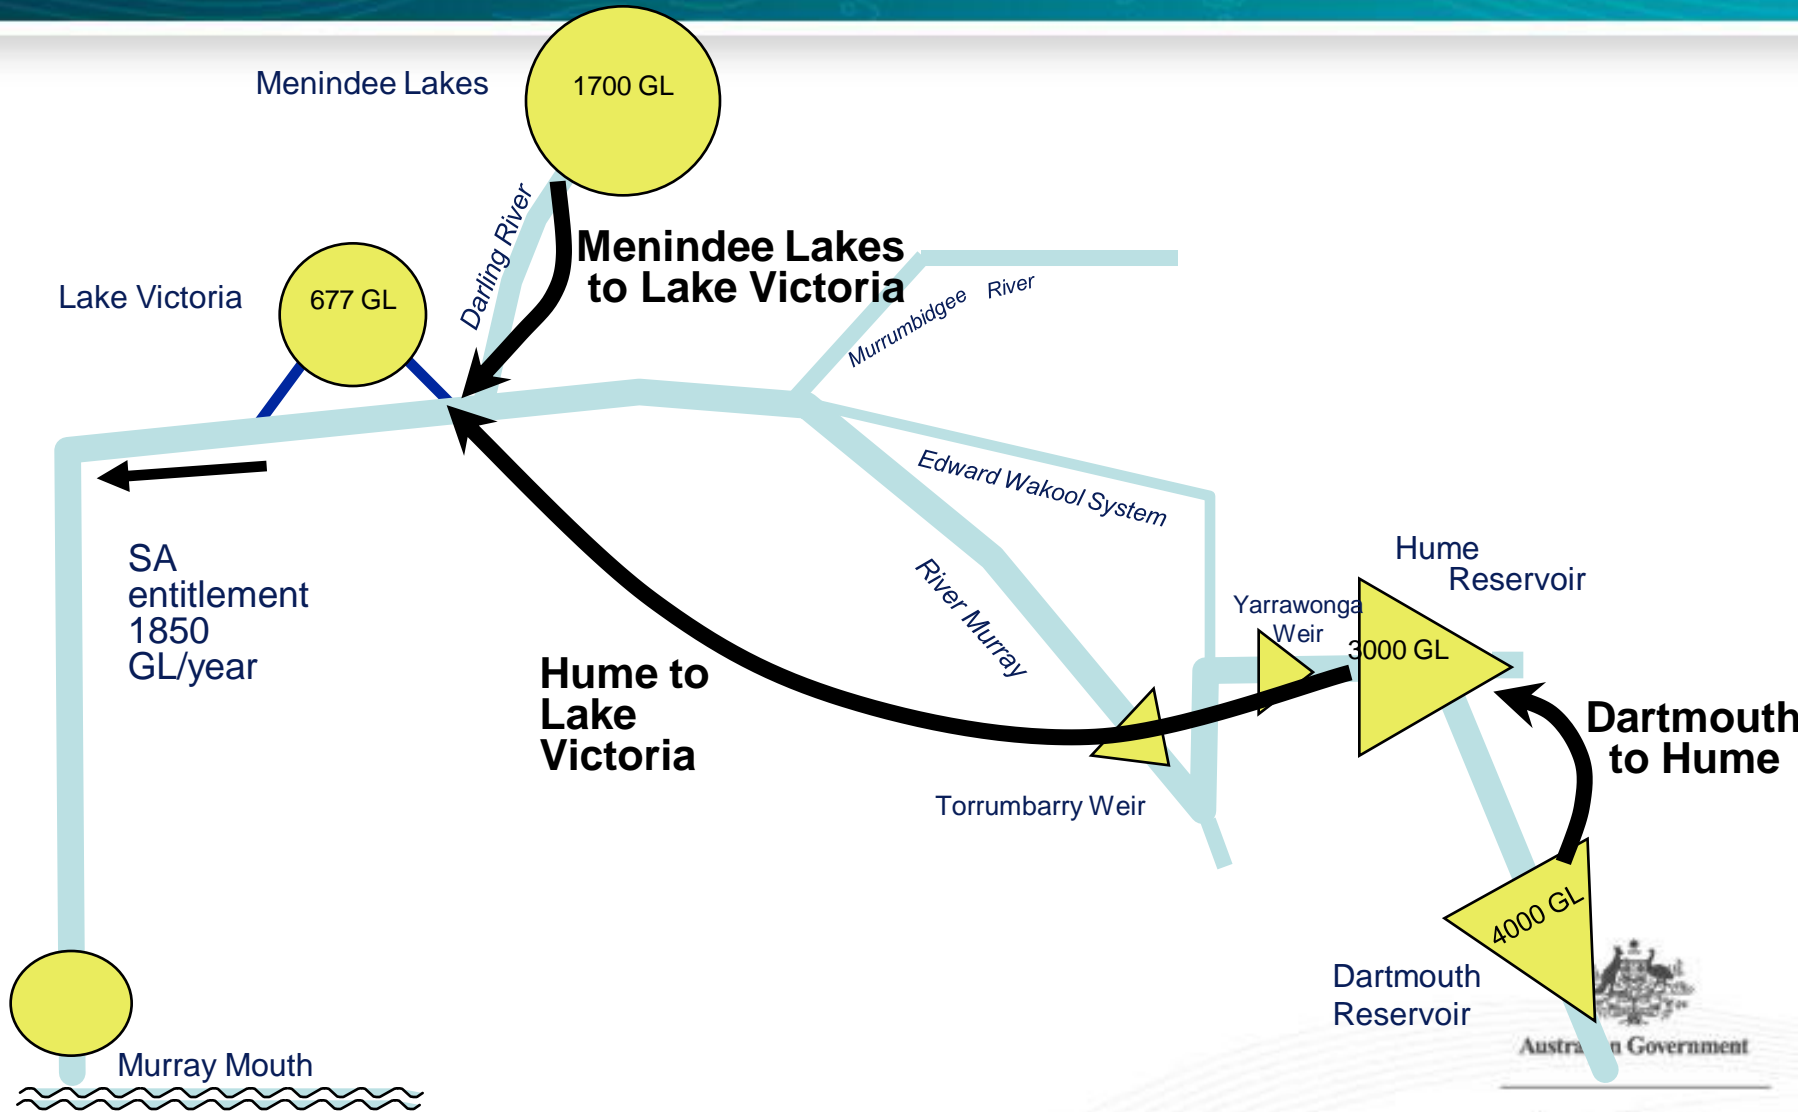 Menindee Lakes
1700 GL
Darling River
Menindee Lakes
to Lake Victoria
Lake Victoria
677 GL
Murrumbidgee River
Edward Wakool System
SA
entitlement
1850
GL/year
River Murray
Hume
Reservoir
Yarrawonga
Weir
3000 GL
Hume to
Lake
Victoria
Dartmouth
to Hume
Torrumbarry Weir
4000 GL
Dartmouth
Reservoir
Australian Government
Murray Mouth